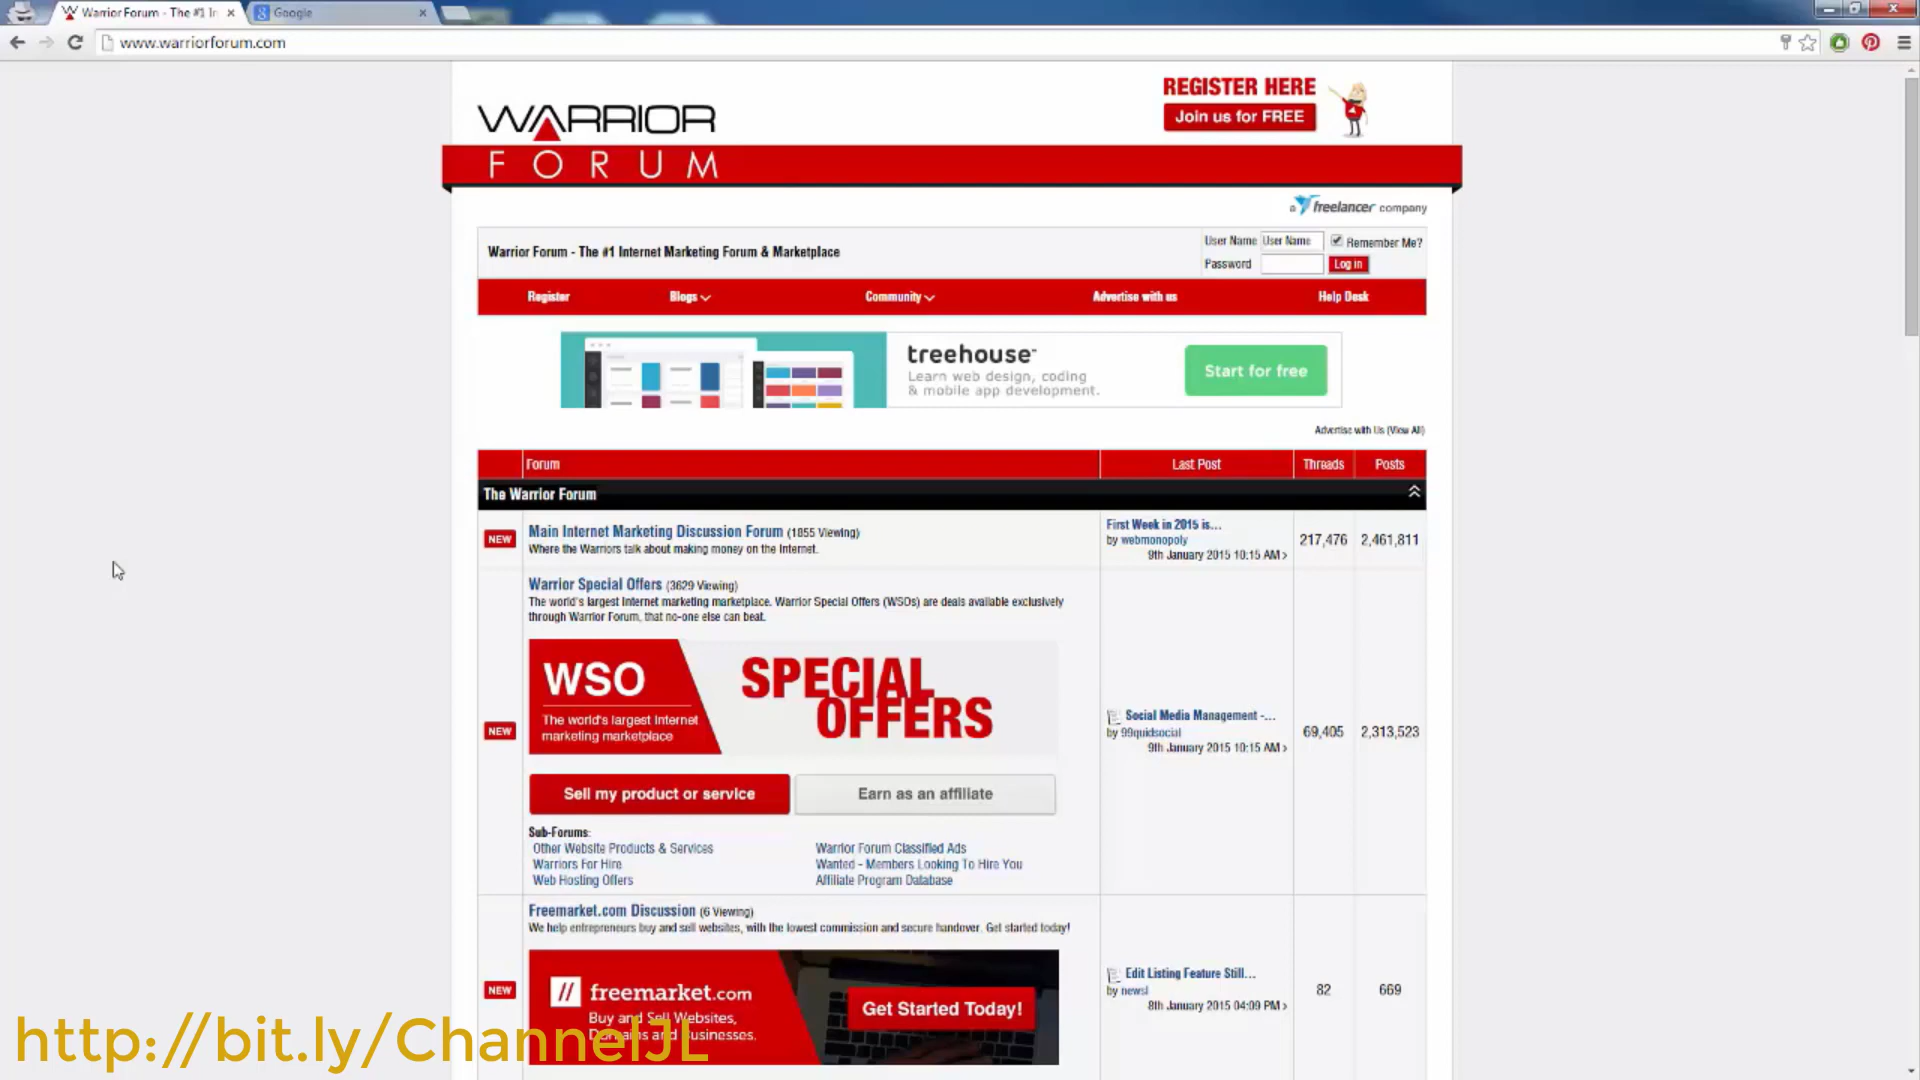 Warrior Forum - The #1 In
Google
www.warriorforum.com
WARRIOR
FORUM
REGISTER HERE
Join us for FREE
a freelancer company
Warrior Forum - The #1 Internet Marketing Forum & Marketplace
User Name User Name Remember Me?
Password Log in
Register Blogs Community Advertise with us Help Desk
treehouse
Learn web design, coding
& mobile app development.
Start for free
Advertise with Us (View All)
Forum Last Post Threads Posts
The Warrior Forum
NEW
Main Internet Marketing Discussion Forum (1855 Viewing)
Where the Warriors talk about making money on the Internet.
First Week in 2015 is...
by webmonopoly
9th January 2015 10:15 AM
217,476 2,461,811
NEW
Warrior Special Offers (3629 Viewing)
The world's largest Internet marketing marketplace. Warrior Special Offers (WSOs) are deals available exclusively
through Warrior Forum, that no-one else can beat.
WSO
The world's largest Internet
marketing marketplace
SPECIAL
OFFERS
Sell my product or service
Earn as an affiliate
Sub-Forums:
Other Website Products & Services Warrior Forum Classified Ads
Warriors For Hire Wanted - Members Looking To Hire You
Web Hosting Offers Affiliate Program Database
Social Media Management -...
by 99quidsocial
9th January 2015 10:15 AM
69,405 2,313,523
NEW
Freemarket.com Discussion (6 Viewing)
We help entrepreneurs buy and sell websites, with the lowest commission and secure handover. Get started today!
// freemarket.com
Buy and Sell Websites,
Domains and Businesses.
Get Started Today!
Edit Listing Feature Still...
by newsl
8th January 2015 04:09 PM
82 669
http://bit.ly/ChannelJL